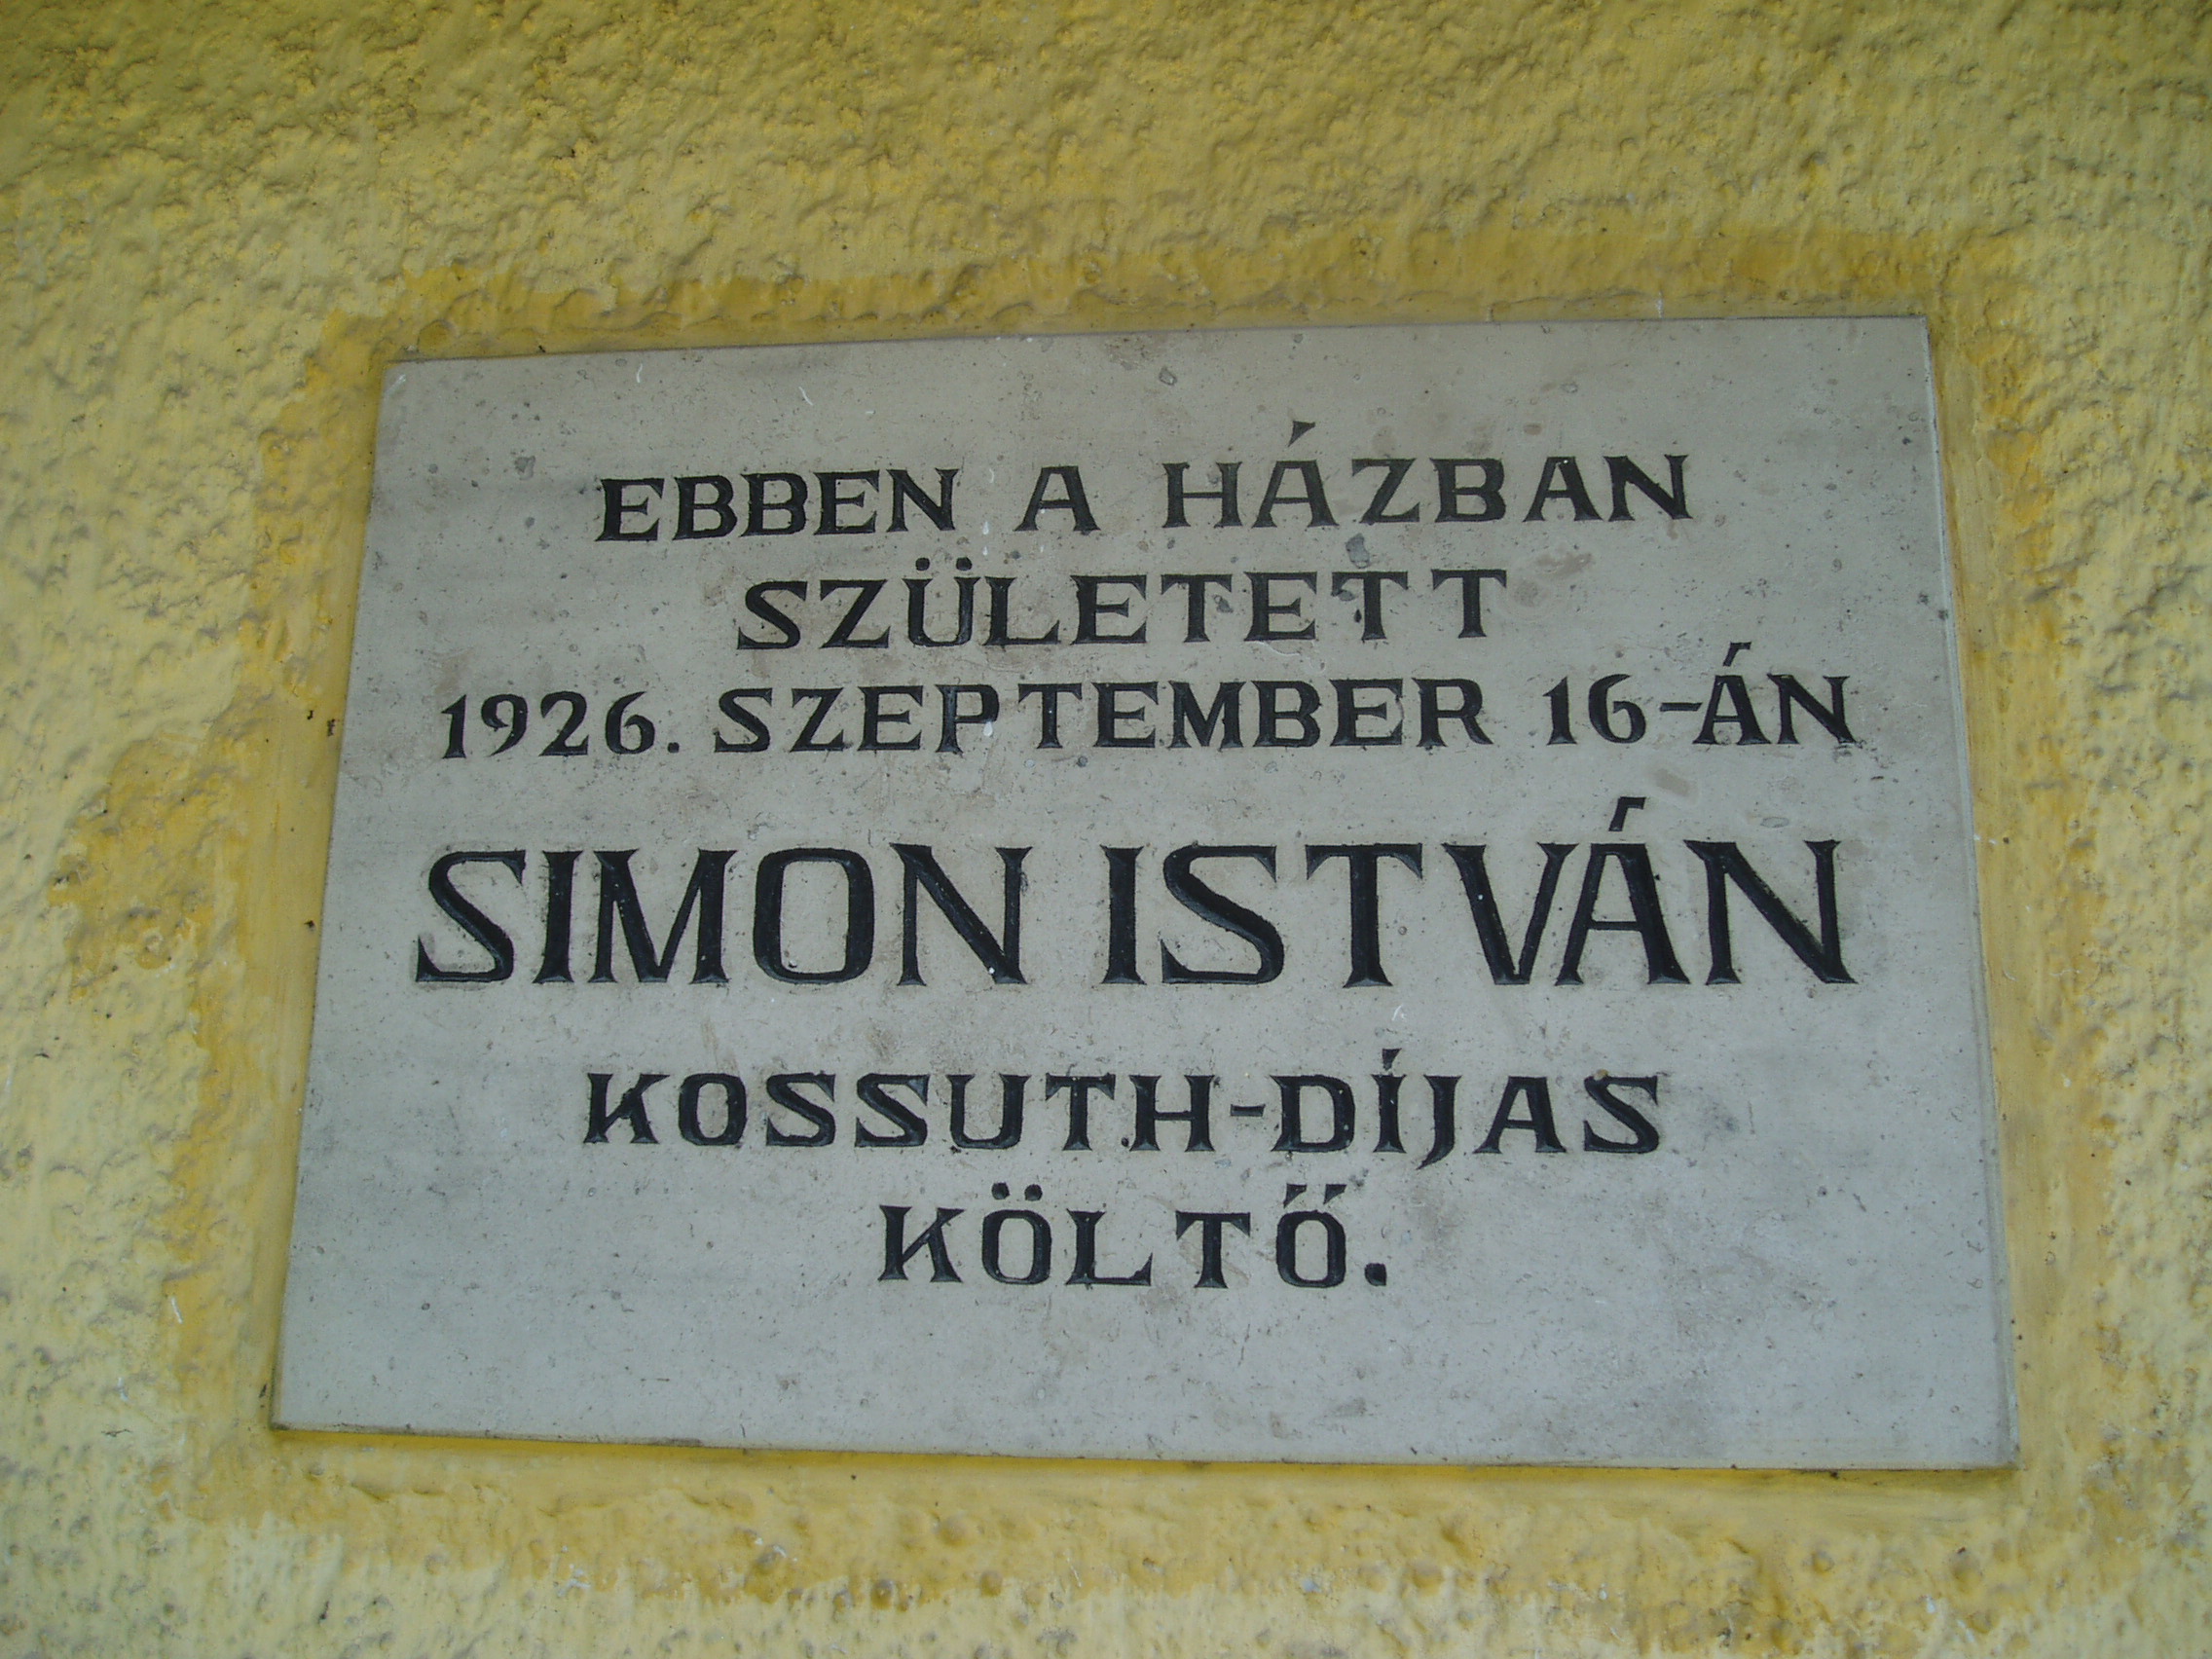 EBBEN A HÁZBAN
SZÜLETETT
1926. SZEPTEMBER 16-ÁN
SIMON ISTVÁN
KOSSUTH-DÍJAS
KÖLTŐ.